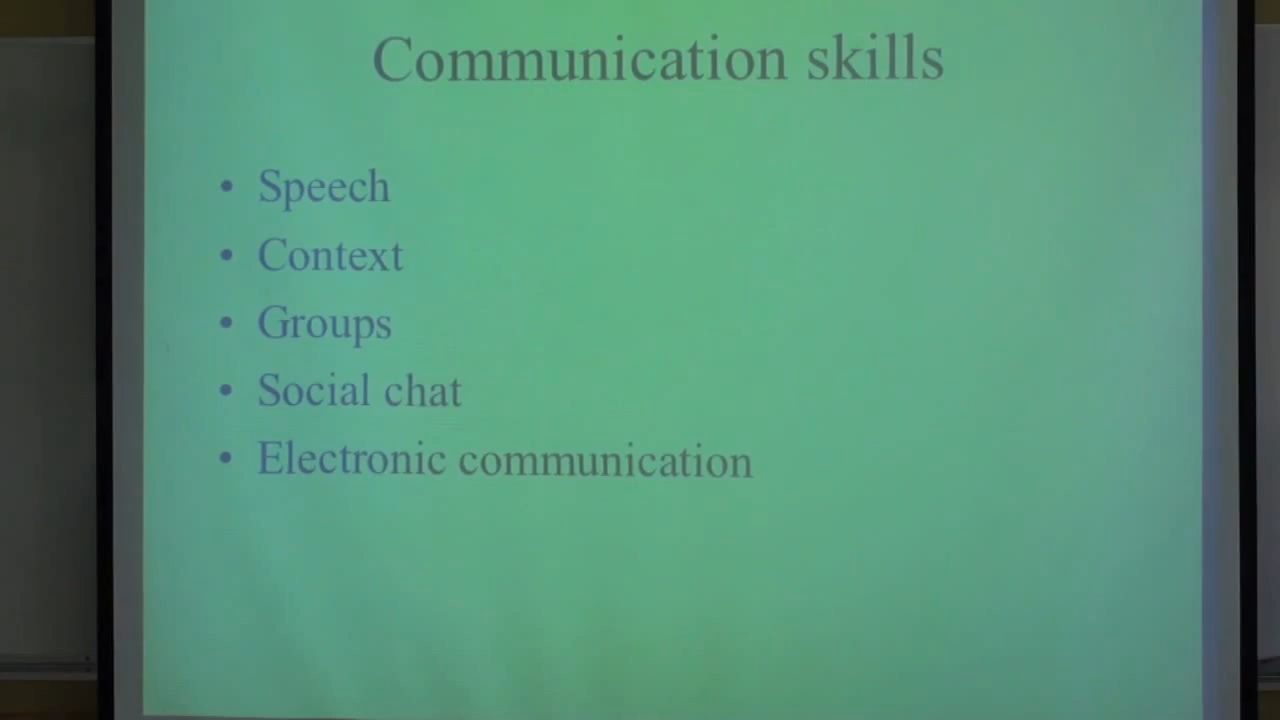 Communication skills
• Speech
• Context
• Groups
• Social chat
• Electronic communication